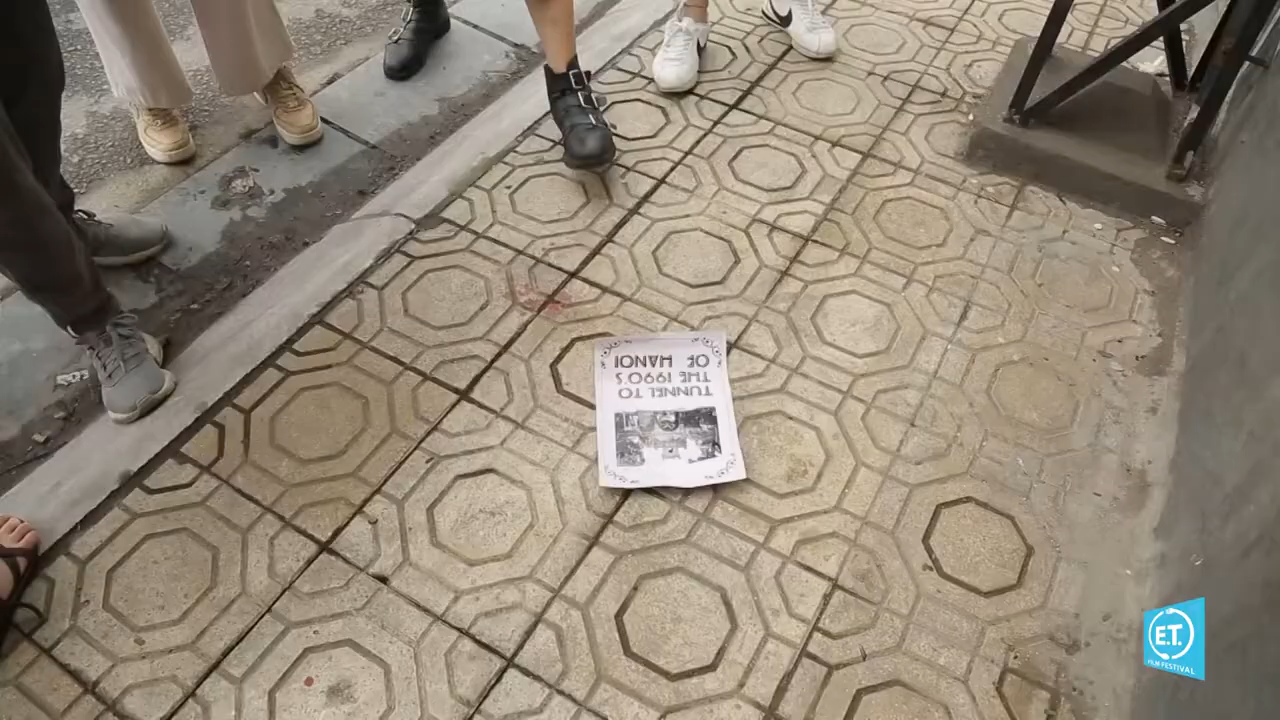 TUNNEL TO
THE 1990'S
OF HANOI
E.T.
FILM FESTIVAL